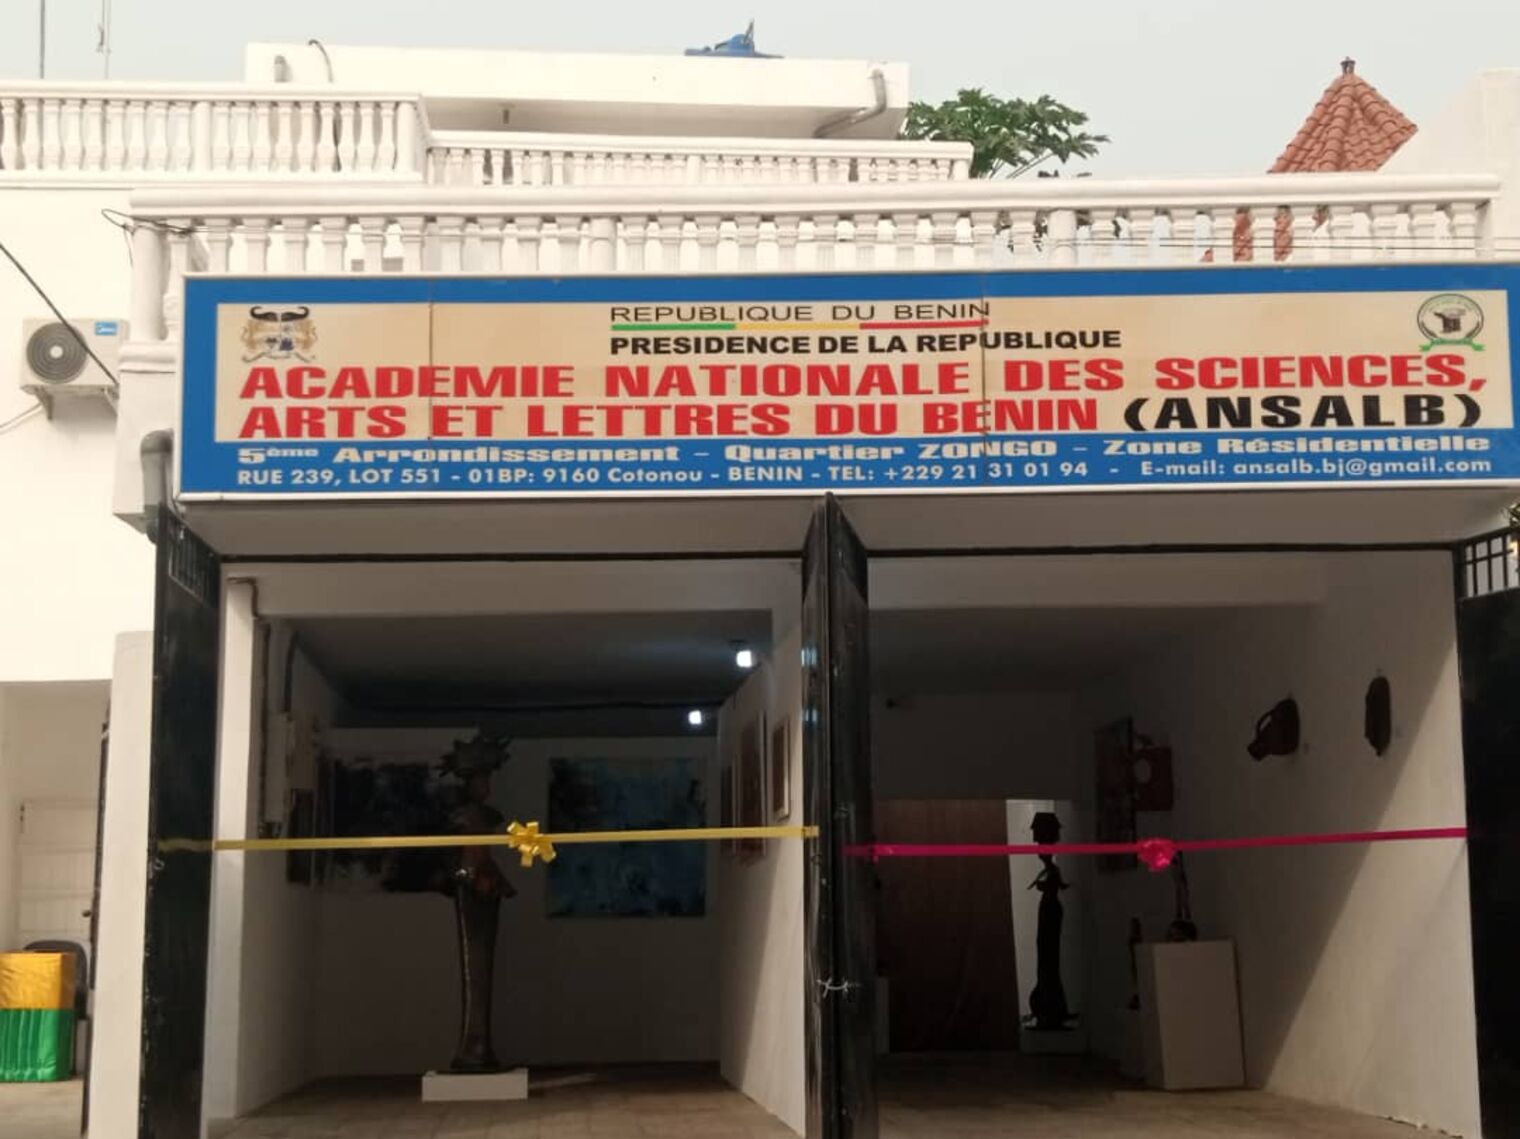 REPUBLIQUE DU BENIN
PRESIDENCE DE LA REPUBLIQUE
ACADEMIE NATIONALE DES SCIENCES,
ARTS ET LETTRES DU BENIN (ANSALB)
5ème Arrondissement - Quartier ZONGO - Zone Résidentielle
RUE 239, LOT 551 - 01BP: 9160 Cotonou - BENIN - TEL: +229 21 31 01 94 - E-mail: ansalb.bj@gmail.com